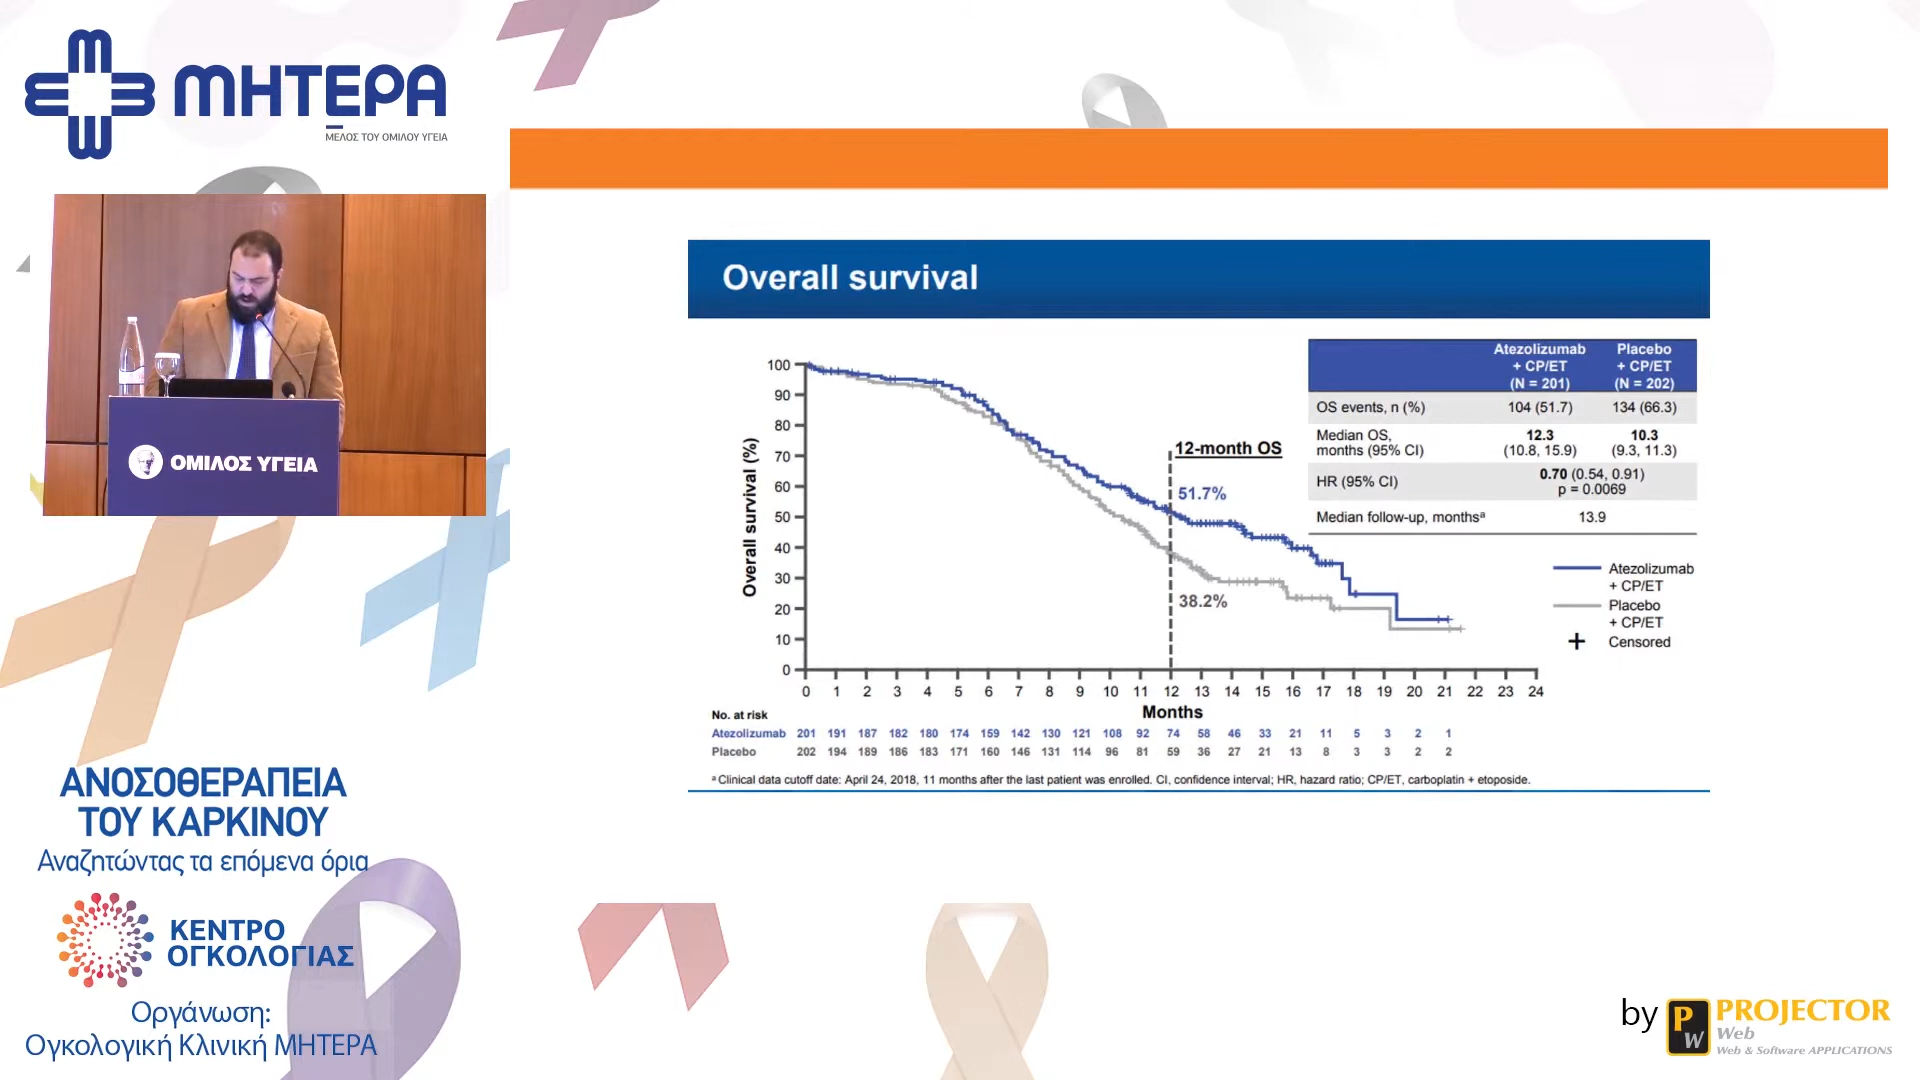 ΜΗΤΕΡΑ
ΜΕΛΟΣ ΤΟΥ ΟΜΙΛΟΥ ΥΓΕΙΑ
ΟΜΙΛΟΣ ΥΓΕΙΑ
ΑΝΟΣΟΘΕΡΑΠΕΙΑ
ΤΟΥ ΚΑΡΚΙΝΟΥ
Αναζητώντας τα επόμενα όρια
ΚΕΝΤΡΟ
ΟΓΚΟΛΟΓΙΑΣ
Οργάνωση:
Ογκολογική Κλινική ΜΗΤΕΡΑ
Overall survival
Overall survival (%)
100
90
80
70
60
50
40
30
20
10
0
12-month OS
51.7%
38.2%
0 1 2 3 4 5 6 7 8 9 10 11 12 13 14 15 16 17 18 19 20 21 22 23 24
Months
Atezolizumab + CP/ET (N = 201)
Placebo + CP/ET (N = 202)
OS events, n (%) 104 (51.7) 134 (66.3)
Median OS, months (95% CI) 12.3 (10.8, 15.9) 10.3 (9.3, 11.3)
HR (95% CI) 0.70 (0.54, 0.91) p = 0.0069
Median follow-up, monthsᵃ 13.9
Atezolizumab
+ CP/ET
Placebo
+ CP/ET
+ Censored
No. at risk
Atezolizumab 201 191 187 182 180 174 159 142 130 121 108 92 74 58 46 33 21 11 5 3 2 1
Placebo 202 194 189 186 183 171 160 146 131 114 96 81 59 36 27 21 13 8 3 3 2 2
ᵃ Clinical data cutoff date: April 24, 2018, 11 months after the last patient was enrolled. CI, confidence interval; HR, hazard ratio; CP/ET, carboplatin + etoposide.
by PW PROJECTOR
Web
Web & Software APPLICATIONS